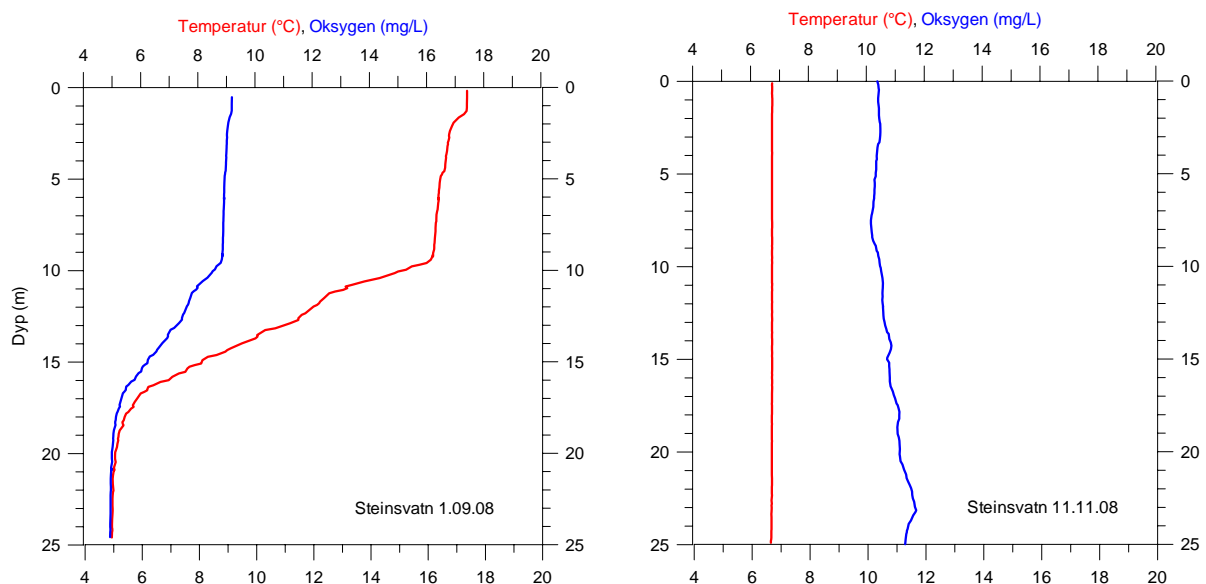 Temperatur (°C), Oksygen (mg/L)
4 6 8 10 12 14 16 18 20
0 0
5 5
10 10
15 15
20 20
25 25
Dyp (m)
Steinsvatn 1.09.08
4 6 8 10 12 14 16 18 20
Temperatur (°C), Oksygen (mg/L)
4 6 8 10 12 14 16 18 20
0 0
5 5
10 10
15 15
20 20
25 25
Steinsvatn 11.11.08
4 6 8 10 12 14 16 18 20